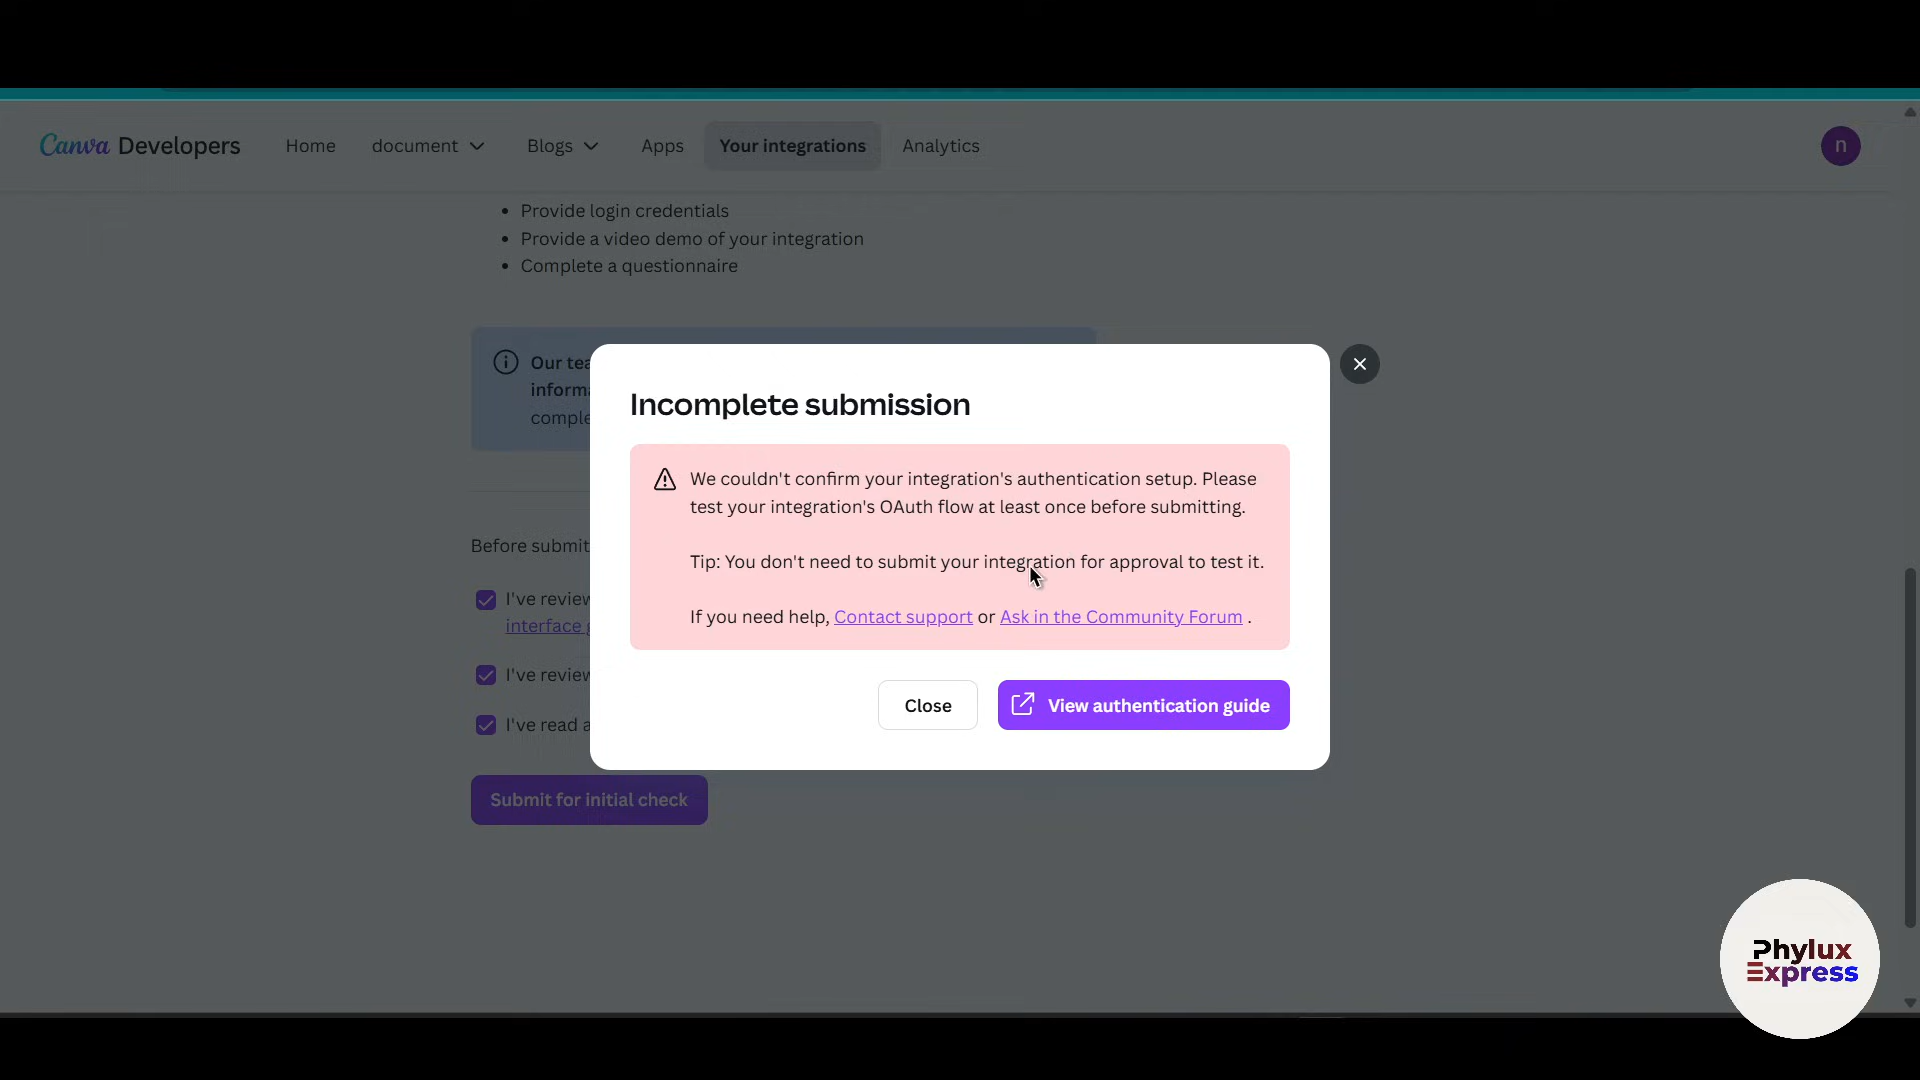 Canva Developers Home document Blogs Apps Your integrations Analytics n
Provide login credentials
Provide a video demo of your integration
Complete a questionnaire
Our tea
informa
comple
Incomplete submission
We couldn't confirm your integration's authentication setup. Please
test your integration's OAuth flow at least once before submitting.
Tip: You don't need to submit your integration for approval to test it.
If you need help, Contact support or Ask in the Community Forum .
Close View authentication guide
Before submit
I've review
interface g
I've review
I've read a
Submit for initial check
Phylux
Express